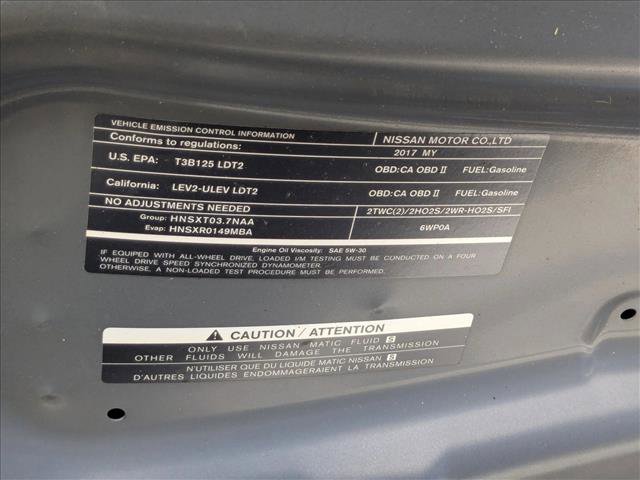 VEHICLE EMISSION CONTROL INFORMATION NISSAN MOTOR CO.,LTD
Conforms to regulations: 2017 MY
U.S. EPA: T3B125 LDT2 OBD:CA OBD II FUEL:Gasoline
California: LEV2-ULEV LDT2 OBD:CA OBD II FUEL:Gasoline
NO ADJUSTMENTS NEEDED 2TWC(2)/2HO2S/2WR-HO2S/SFI
Group: HNSXT03.7NAA 6WP0A
Evap: HNSXR0149MBA
Engine Oil Viscosity: SAE 5W-30
IF EQUIPPED WITH ALL-WHEEL DRIVE, LOADED I/M TESTING MUST BE CONDUCTED ON A FOUR
WHEEL DRIVE SPEED SYNCHRONIZED DYNAMOMETER.
OTHERWISE, A NON-LOADED TEST PROCEDURE MUST BE PERFORMED.
CAUTION / ATTENTION
ONLY USE NISSAN MATIC FLUID S
OTHER FLUIDS WILL DAMAGE THE TRANSMISSION
N'UTILISER QUE DU LIQUIDE MATIC NISSAN S
D'AUTRES LIQUIDES ENDOMMAGERAIENT LA TRANSMISSION